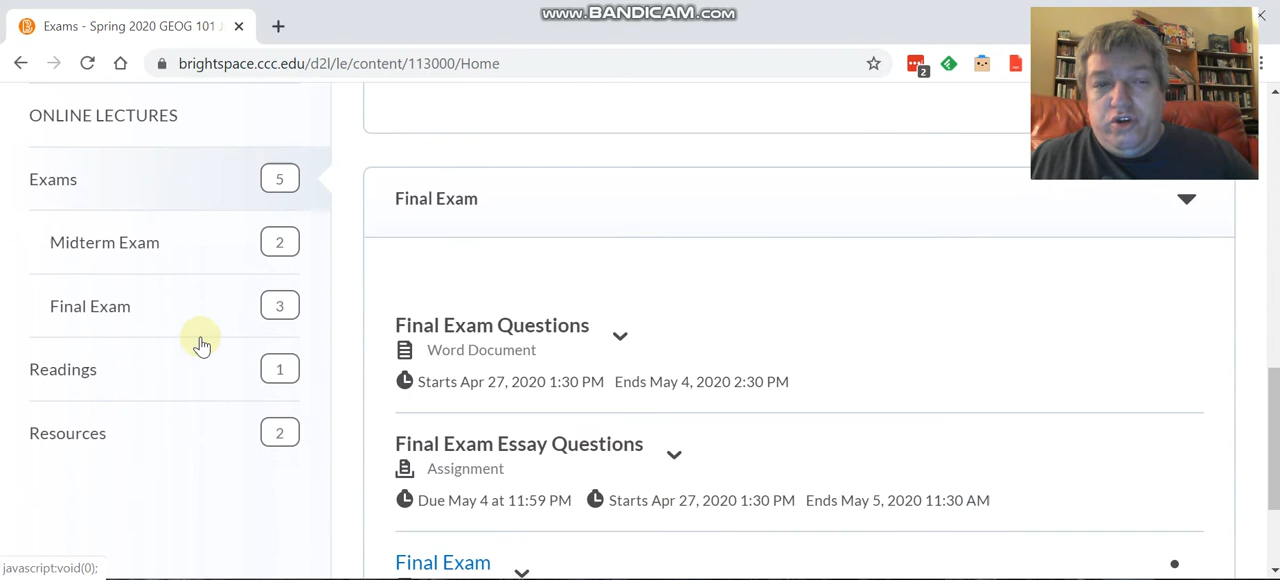 www.BANDICAM.com
Exams - Spring 2020 GEOG 101 J
brightspace.ccc.edu/d2l/le/content/113000/Home
2
ONLINE LECTURES
Exams 5
Midterm Exam 2
Final Exam 3
Readings 1
Resources 2
Final Exam
Final Exam Questions
Word Document
Starts Apr 27, 2020 1:30 PM Ends May 4, 2020 2:30 PM
Final Exam Essay Questions
Assignment
Due May 4 at 11:59 PM Starts Apr 27, 2020 1:30 PM Ends May 5, 2020 11:30 AM
Final Exam
javascript:void(0);